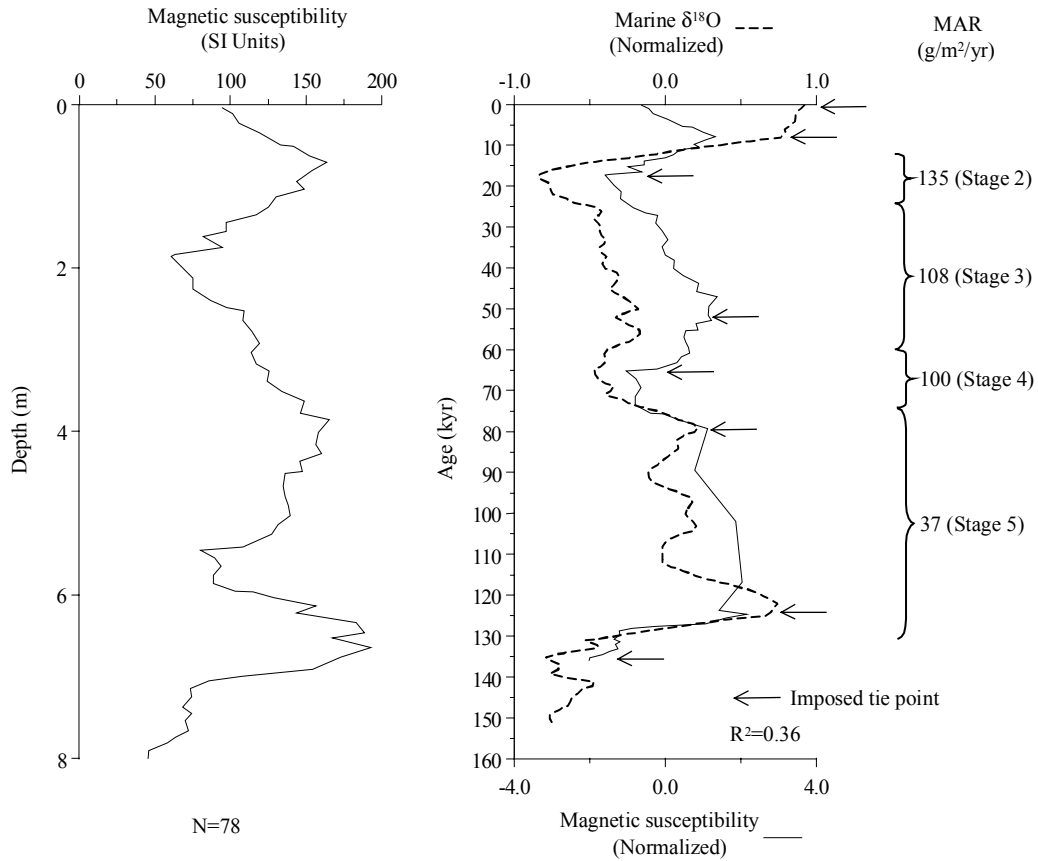 Magnetic susceptibility
(SI Units)
0 50 100 150 200
0
2
4
6
8
Depth (m)
N=78
Marine δ¹⁸O
(Normalized)
-1.0 0.0 1.0
0
10
20
30
40
50
60
70
80
90
100
110
120
130
140
150
160
Age (kyr)
Imposed tie point
R²=0.36
-4.0 0.0 4.0
Magnetic susceptibility
(Normalized)
MAR
(g/m²/yr)
135 (Stage 2)
108 (Stage 3)
100 (Stage 4)
37 (Stage 5)